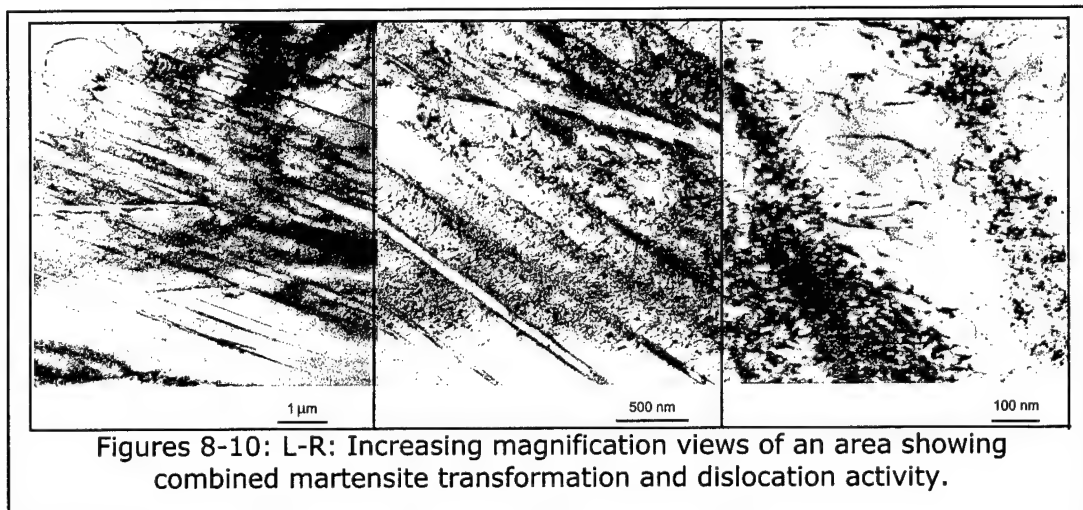 1 µm
500 nm
100 nm
Figures 8-10: L-R: Increasing magnification views of an area showing
combined martensite transformation and dislocation activity.